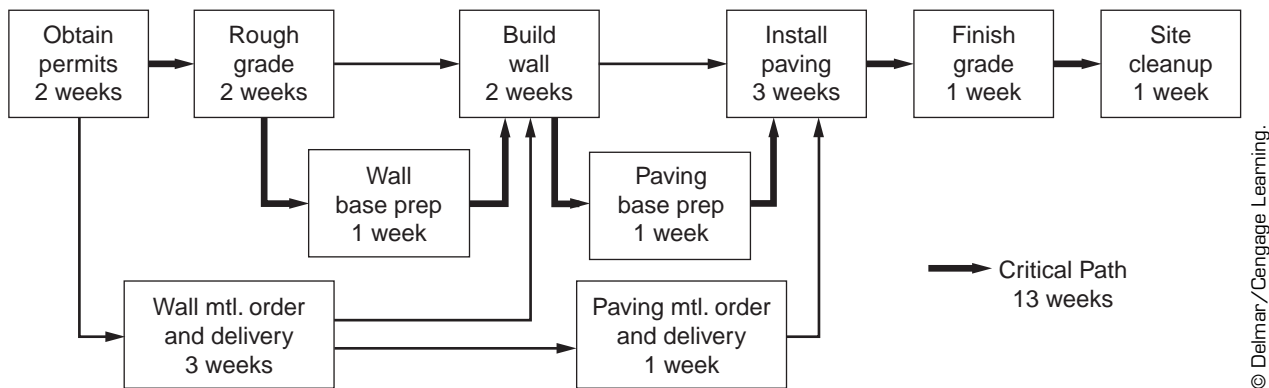 Obtain
permits
2 weeks
Rough
grade
2 weeks
Build
wall
2 weeks
Install
paving
3 weeks
Finish
grade
1 week
Site
cleanup
1 week
Wall
base prep
1 week
Paving
base prep
1 week
Wall mtl. order
and delivery
3 weeks
Paving mtl. order
and delivery
1 week
Critical Path
13 weeks
© Delmar/Cengage Learning.